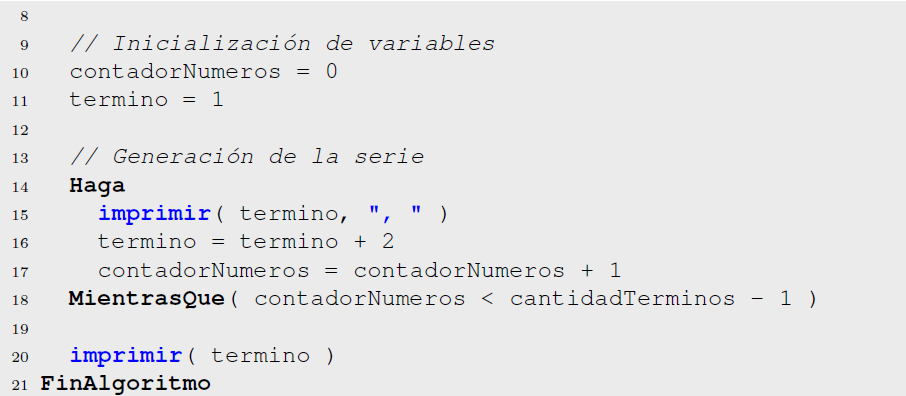 8
9 // Inicialización de variables
10 contadorNumeros = 0
11 termino = 1
12
13 // Generación de la serie
14 Haga
15 imprimir( termino, ", " )
16 termino = termino + 2
17 contadorNumeros = contadorNumeros + 1
18 MientrasQue( contadorNumeros < cantidadTerminos - 1 )
19
20 imprimir( termino )
21 FinAlgoritmo